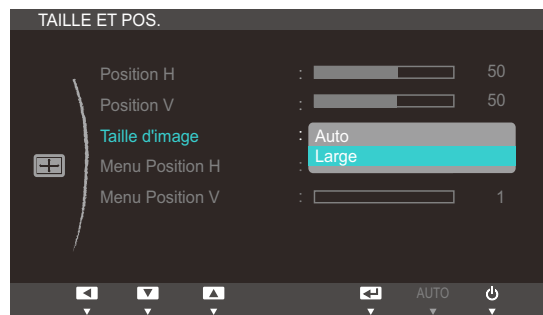 TAILLE ET POS.
Position H : 50
Position V : 50
Taille d'image : Auto
Large
Menu Position H :
Menu Position V : 1
AUTO